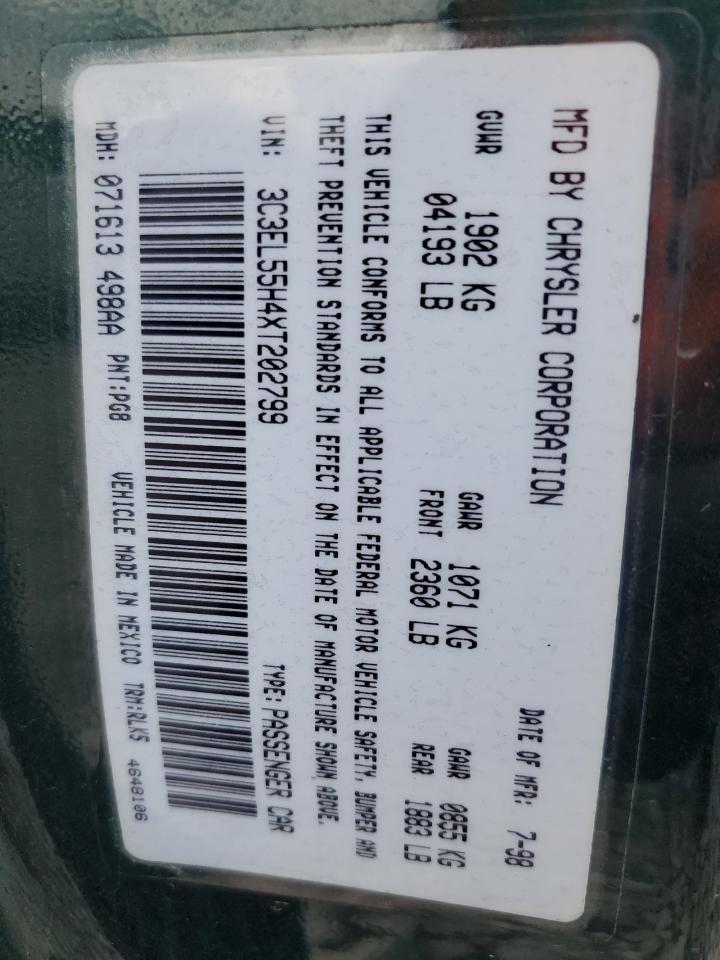 MFD BY CHRYSLER CORPORATION DATE OF MFR: 7-98
GVWR 1902 KG GAWR 1071 KG GAWR 0855 KG
04193 LB FRONT 2360 LB REAR 1883 LB
THIS VEHICLE CONFORMS TO ALL APPLICABLE FEDERAL MOTOR VEHICLE SAFETY, BUMPER AND
THEFT PREVENTION STANDARDS IN EFFECT ON THE DATE OF MANUFACTURE SHOWN ABOVE.
VIN: 3C3EL55H4XT202799 TYPE: PASSENGER CAR
MDH: 071613 498AA PNT:PG8 VEHICLE MADE IN MEXICO TRM:RLK5 4648106